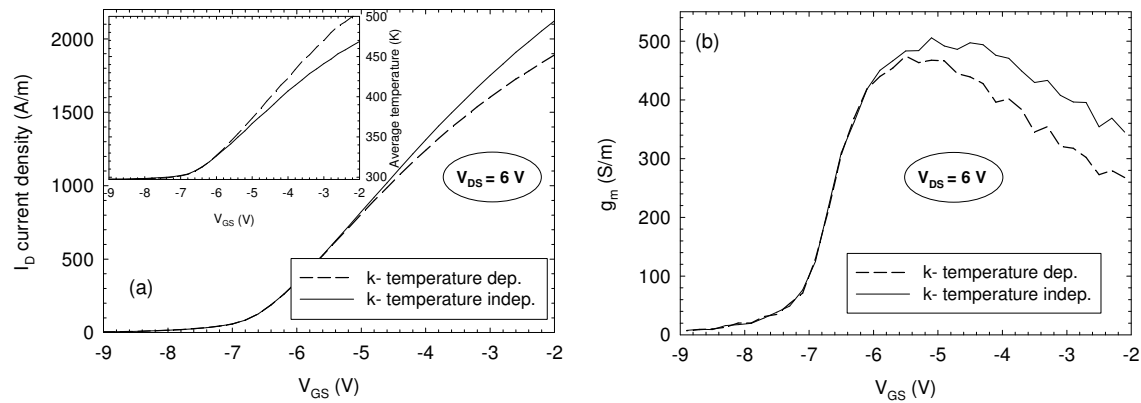 I_D current density (A/m)
2000
1500
1000
500
0
-9 -8 -7 -6 -5 -4 -3 -2
V_GS (V)
(a)
V_DS = 6 V
k- temperature dep.
k- temperature indep.
Average temperature (K)
500
450
400
350
300
-9 -8 -7 -6 -5 -4 -3 -2
V_GS (V)
(b)
g_m (S/m)
500
400
300
200
100
0
-9 -8 -7 -6 -5 -4 -3 -2
V_GS (V)
V_DS = 6 V
k- temperature dep.
k- temperature indep.